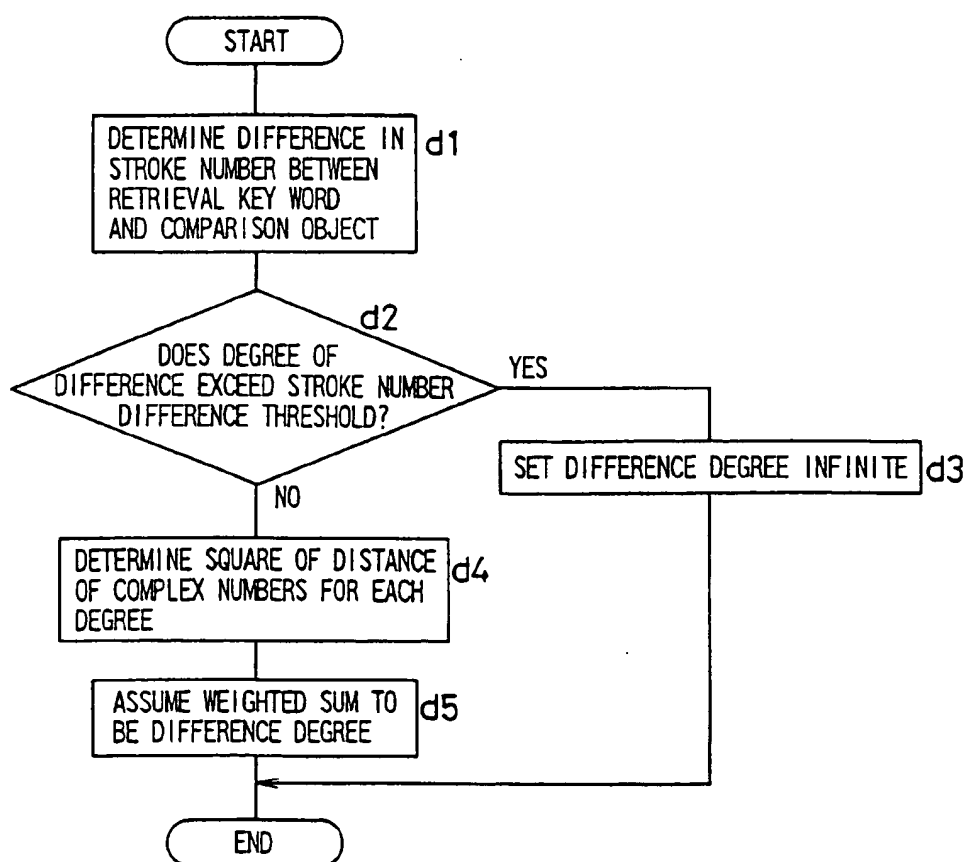 START
DETERMINE DIFFERENCE IN
STROKE NUMBER BETWEEN
RETRIEVAL KEY WORD
AND COMPARISON OBJECT
d1
d2
DOES DEGREE OF
DIFFERENCE EXCEED STROKE NUMBER
DIFFERENCE THRESHOLD?
YES
SET DIFFERENCE DEGREE INFINITE
d3
NO
DETERMINE SQUARE OF DISTANCE
OF COMPLEX NUMBERS FOR EACH
DEGREE
d4
ASSUME WEIGHTED SUM TO
BE DIFFERENCE DEGREE
d5
END